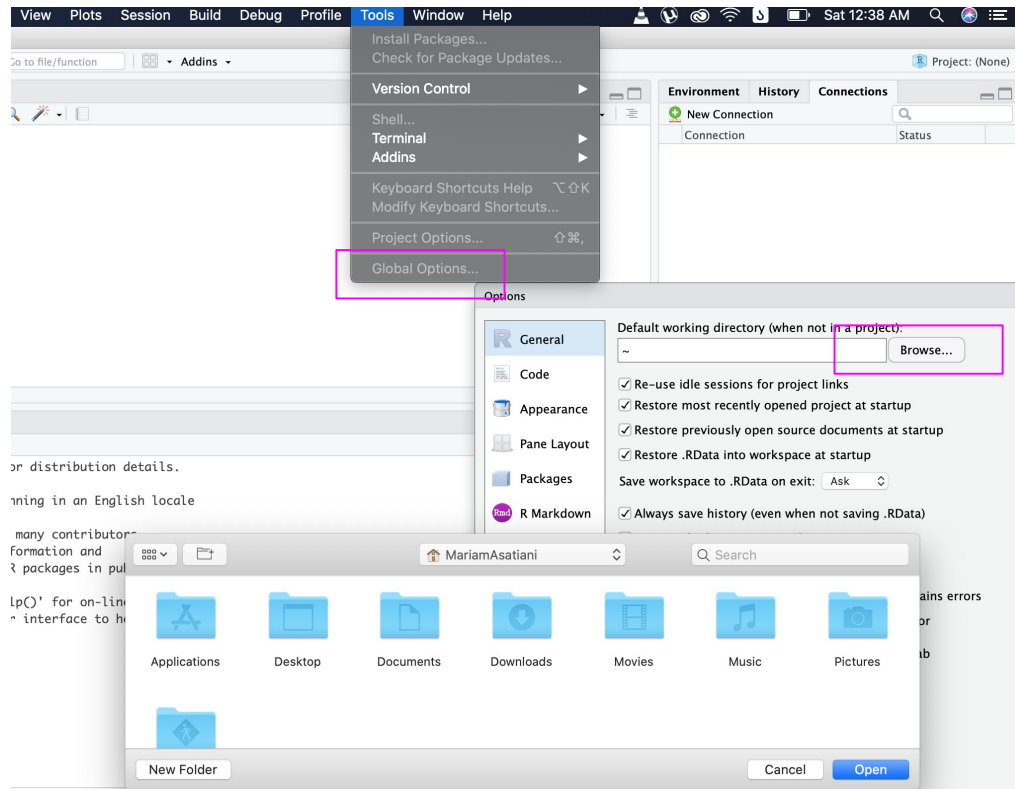 View Plots Session Build Debug Profile Tools Window Help Sat 12:38 AM
Go to file/function Addins Project: (None)
Install Packages...
Check for Package Updates...
Version Control
Shell...
Terminal
Addins
Keyboard Shortcuts Help ⌥⇧K
Modify Keyboard Shortcuts...
Project Options... ⇧⌘,
Global Options...
Environment History Connections
New Connection
Connection Status
Options
General
Code
Appearance
Pane Layout
Packages
Rmd R Markdown
Default working directory (when not in a project):
~ Browse...
Re-use idle sessions for project links
Restore most recently opened project at startup
Restore previously open source documents at startup
Restore .RData into workspace at startup
Save workspace to .RData on exit: Ask
Always save history (even when not saving .RData)
ains errors
or
ab
or distribution details.
nning in an English locale
many contributors
formation and
R packages in pub
lp()' for on-line
r interface to he
MariamAsatiani Search
Applications Desktop Documents Downloads Movies Music Pictures
New Folder Cancel Open